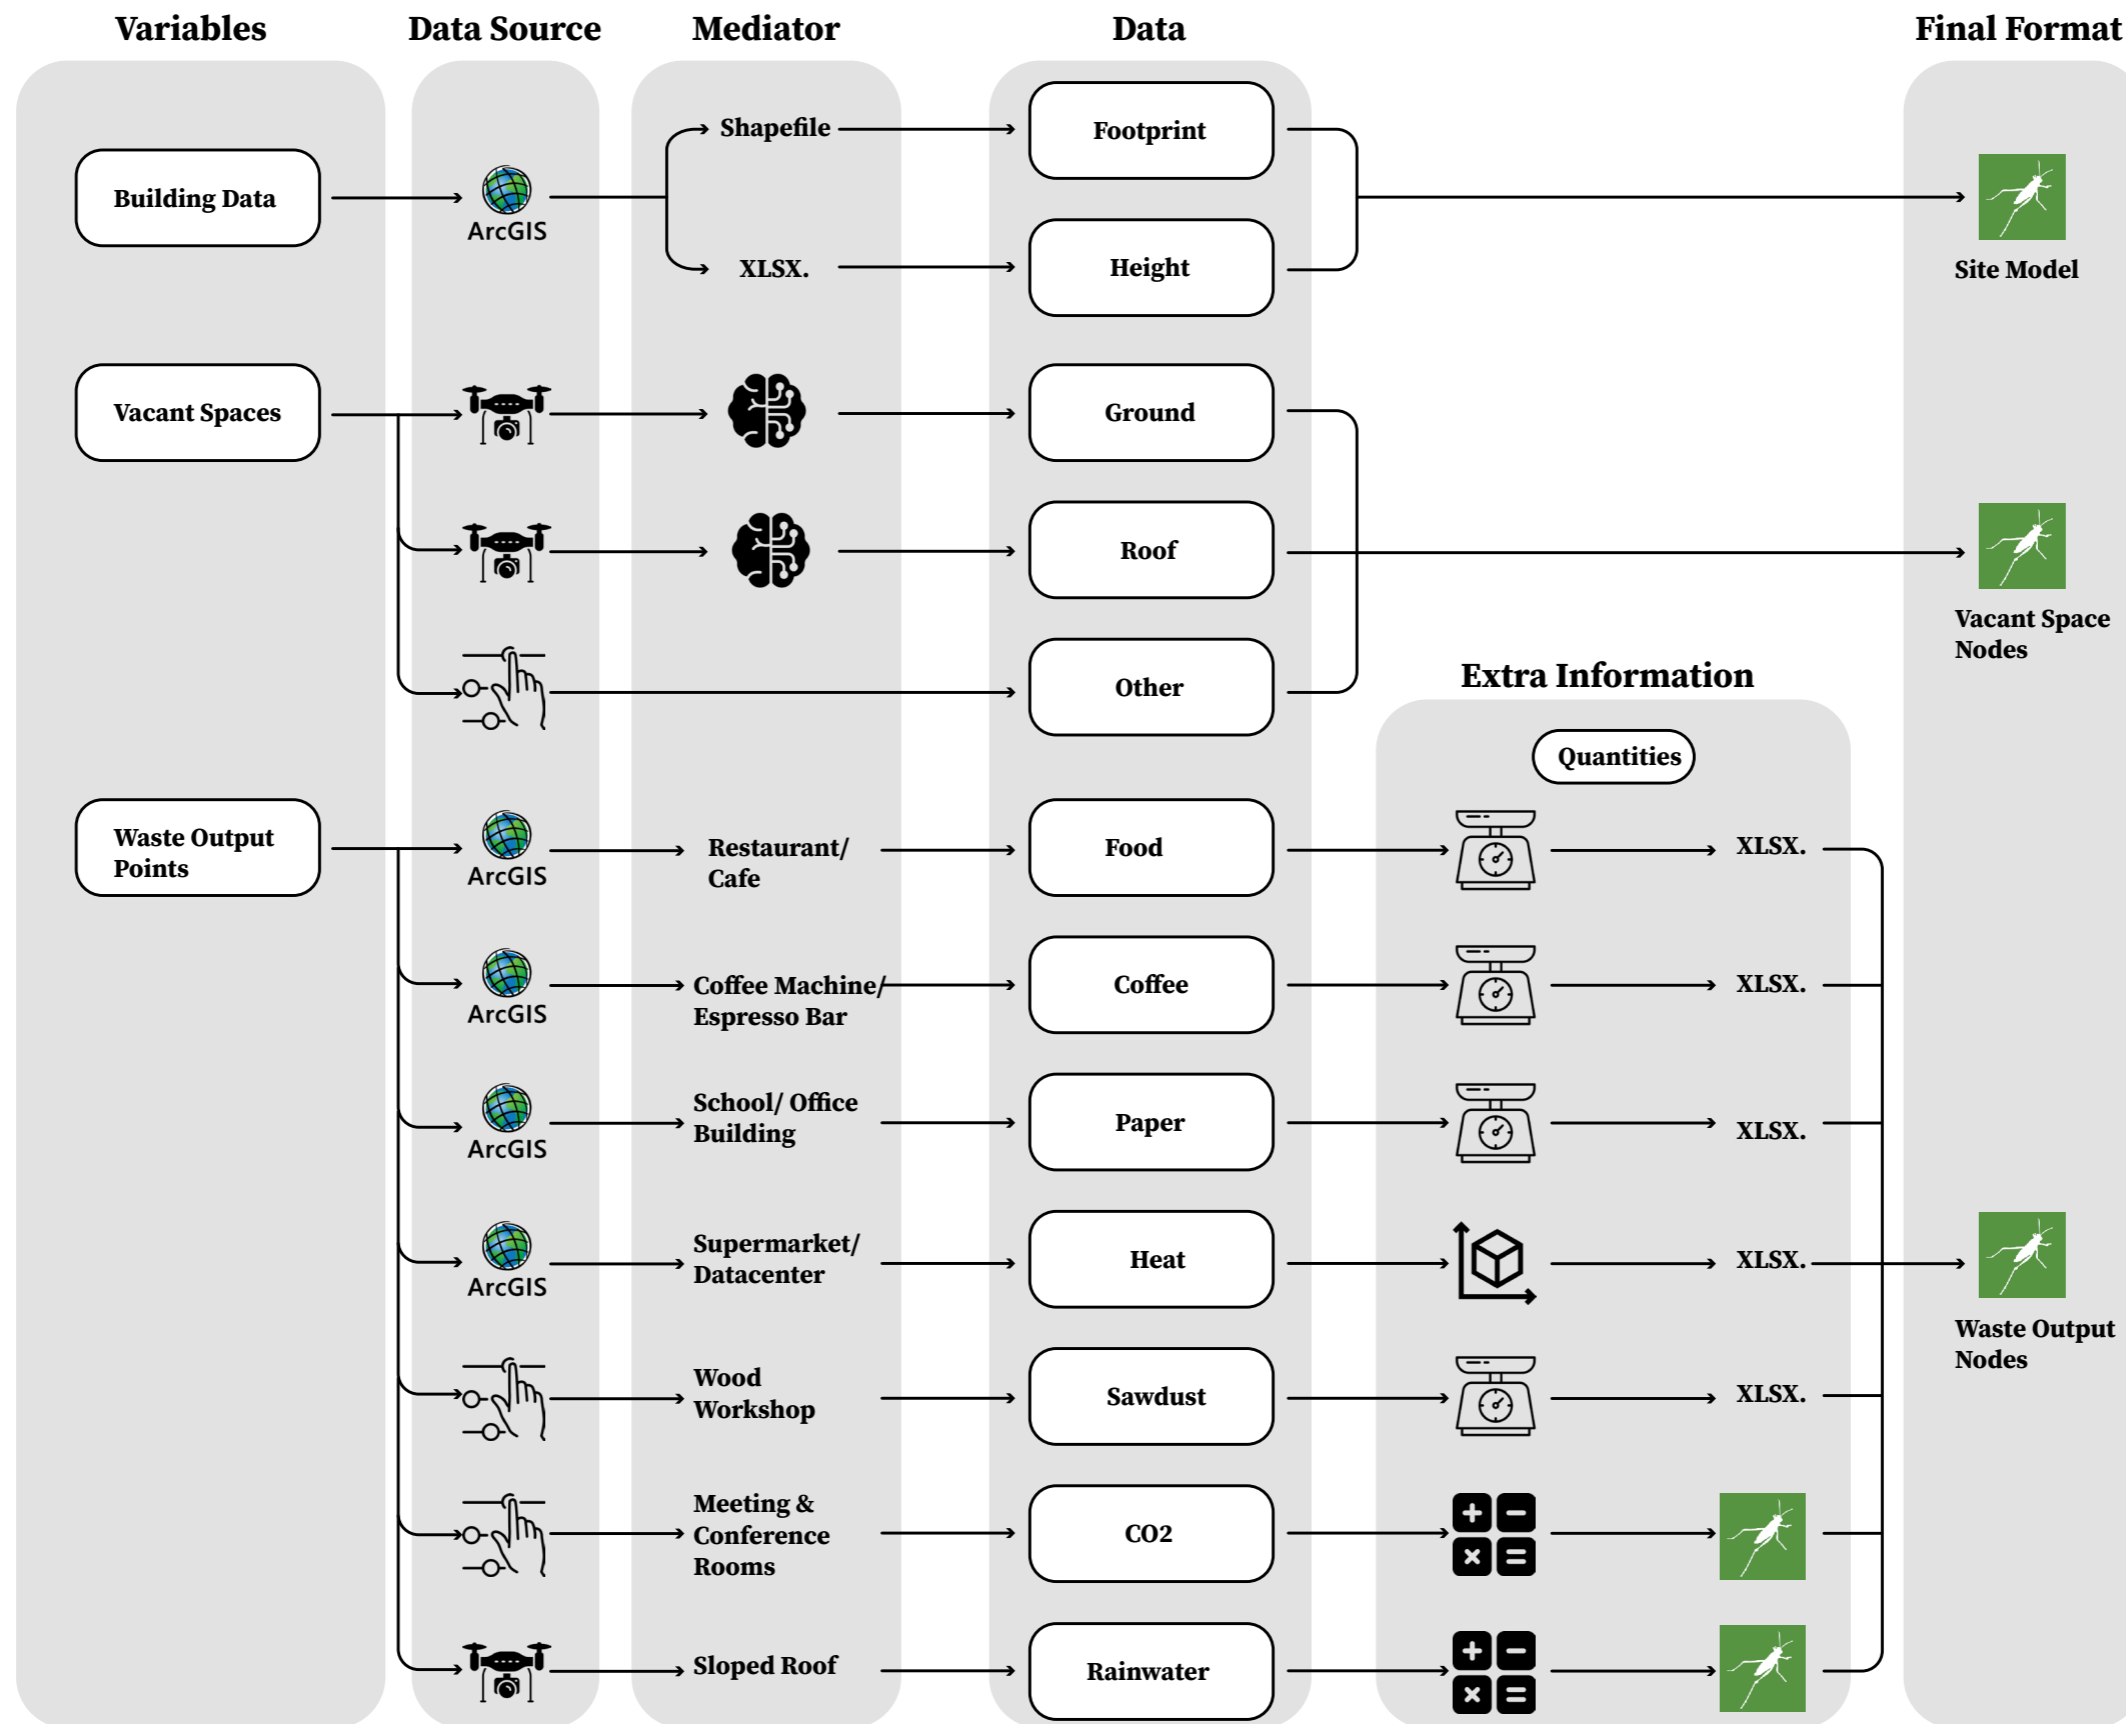 Variables
Data Source
Mediator
Data
Final Format
Building Data
ArcGIS
Shapefile
XLSX.
Footprint
Height
Site Model
Vacant Spaces
Ground
Roof
Other
Vacant Space
Nodes
Extra Information
Quantities
Waste Output
Points
ArcGIS
Restaurant/
Cafe
Food
XLSX.
ArcGIS
Coffee Machine/
Espresso Bar
Coffee
XLSX.
ArcGIS
School/ Office
Building
Paper
XLSX.
ArcGIS
Supermarket/
Datacenter
Heat
XLSX.
Waste Output
Nodes
Wood
Workshop
Sawdust
XLSX.
Meeting &
Conference
Rooms
CO2
Sloped Roof
Rainwater